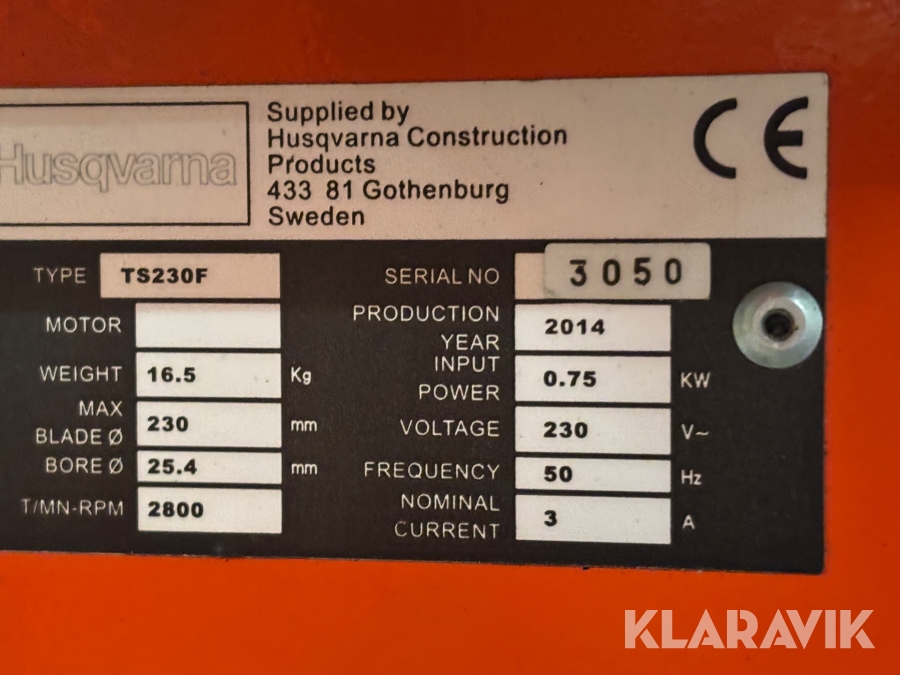 Husqvarna
Supplied by
Husqvarna Construction
Products
433 81 Gothenburg
Sweden
CE
TYPE TS230F
MOTOR
WEIGHT 16.5 Kg
MAX
BLADE Ø 230 mm
BORE Ø 25.4 mm
T/MN-RPM 2800
SERIAL NO 3050
PRODUCTION
YEAR 2014
INPUT
POWER 0.75 KW
VOLTAGE 230 V~
FREQUENCY 50 Hz
NOMINAL
CURRENT 3 A
KLARAVIK